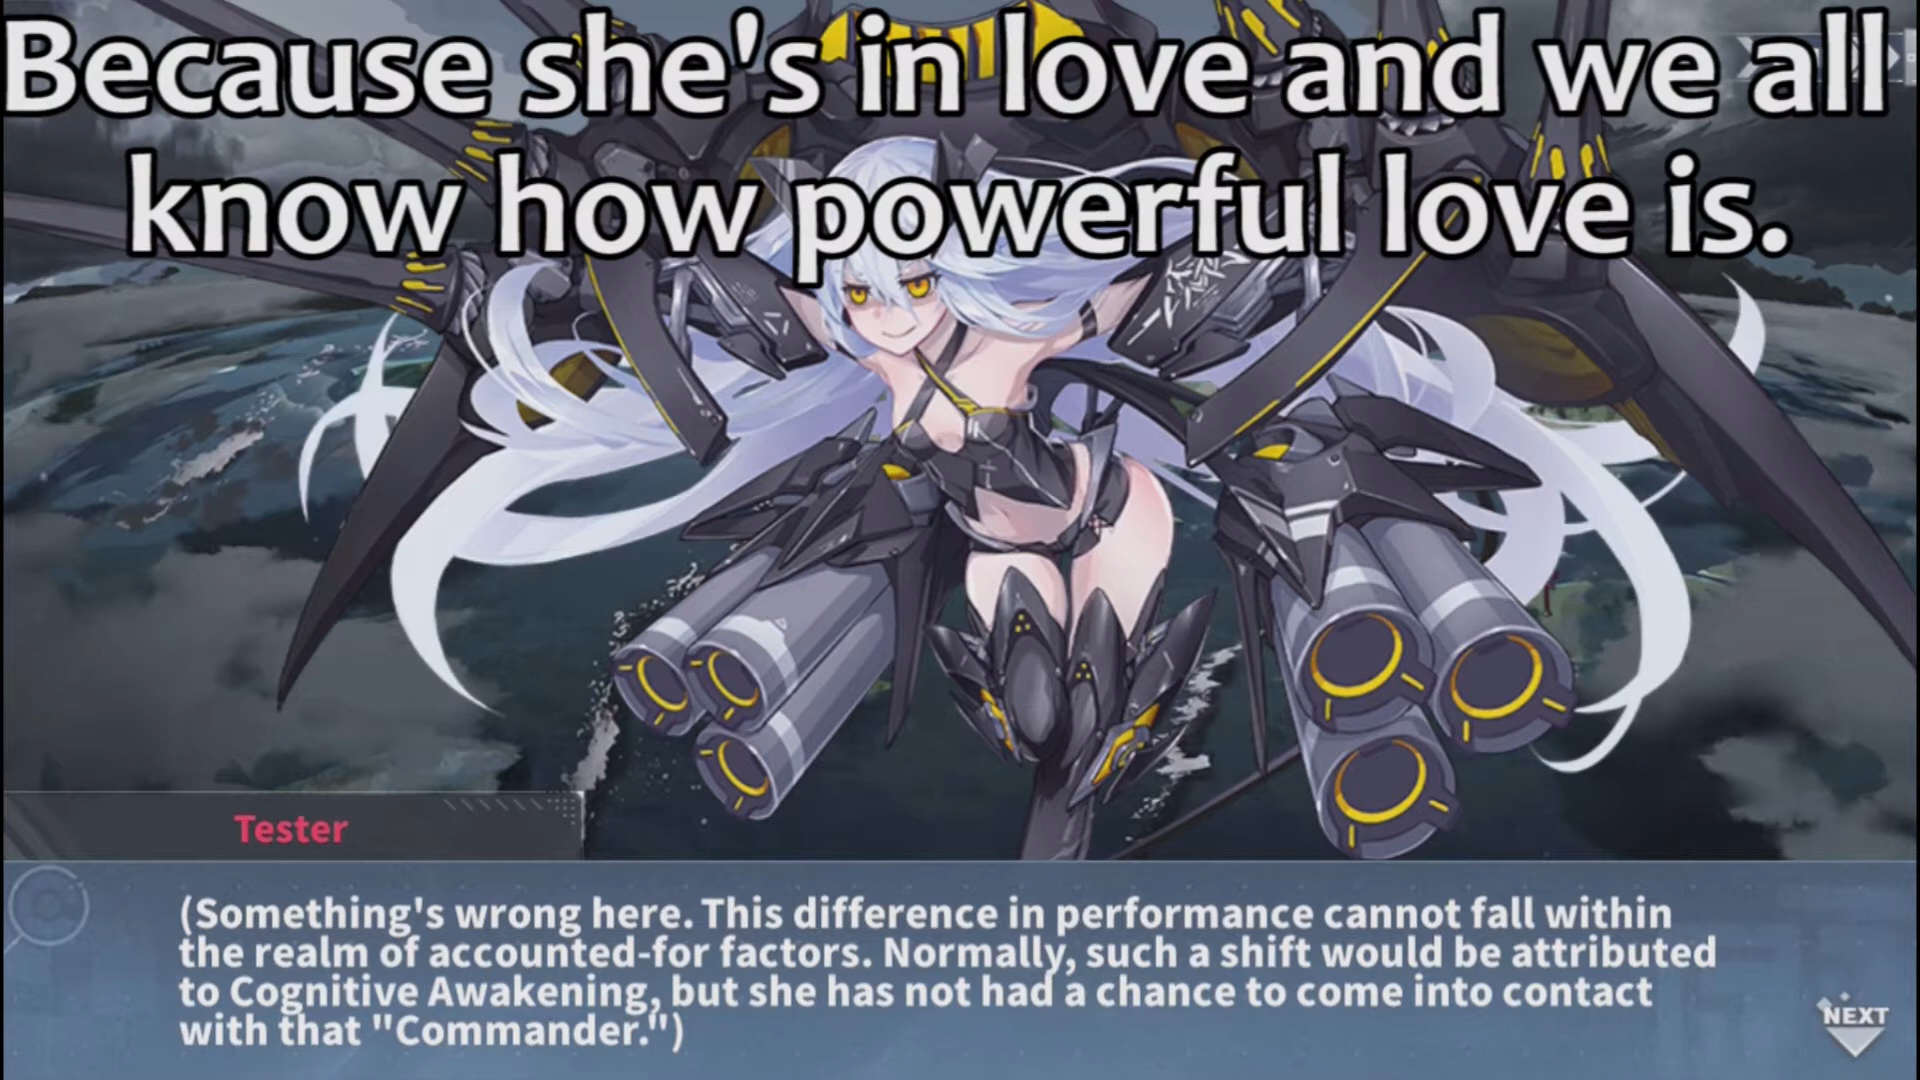 Because she's in love and we all
know how powerful love is.
Tester
(Something's wrong here. This difference in performance cannot fall within
the realm of accounted-for factors. Normally, such a shift would be attributed
to Cognitive Awakening, but she has not had a chance to come into contact
with that "Commander.")
NEXT